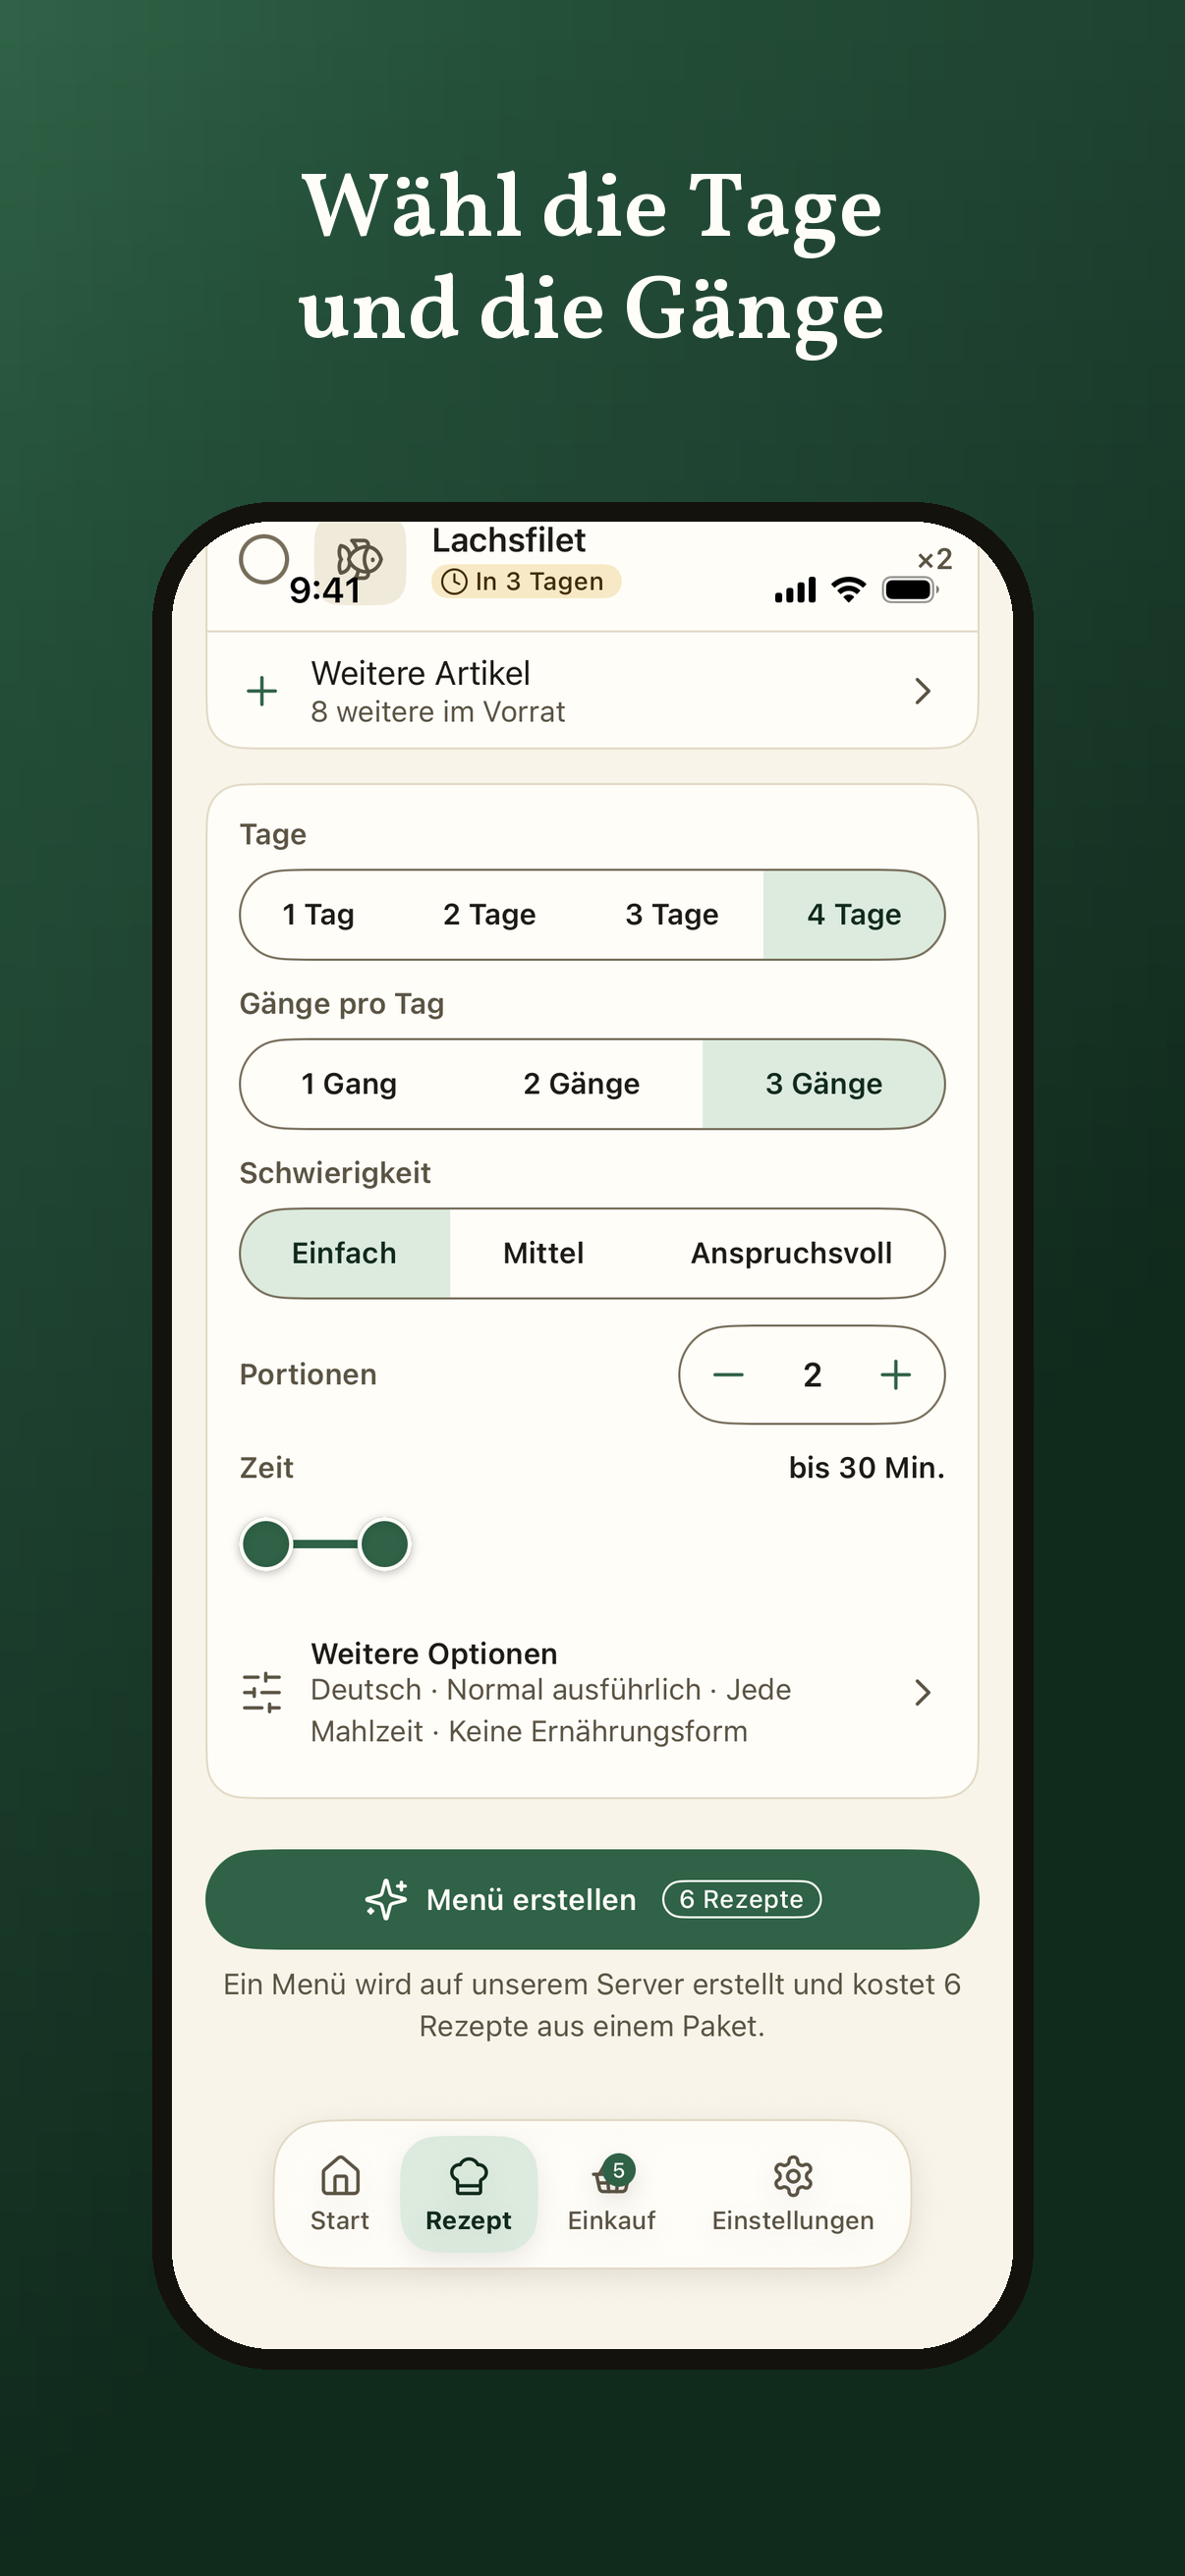 Wähl die Tage
und die Gänge
Lachsfilet
×2
In 3 Tagen
9:41
Weitere Artikel
8 weitere im Vorrat
Tage
1 Tag 2 Tage 3 Tage 4 Tage
Gänge pro Tag
1 Gang 2 Gänge 3 Gänge
Schwierigkeit
Einfach Mittel Anspruchsvoll
Portionen 2
Zeit bis 30 Min.
Weitere Optionen
Deutsch · Normal ausführlich · Jede
Mahlzeit · Keine Ernährungsform
Menü erstellen 6 Rezepte
Ein Menü wird auf unserem Server erstellt und kostet 6
Rezepte aus einem Paket.
5
Start Rezept Einkauf Einstellungen